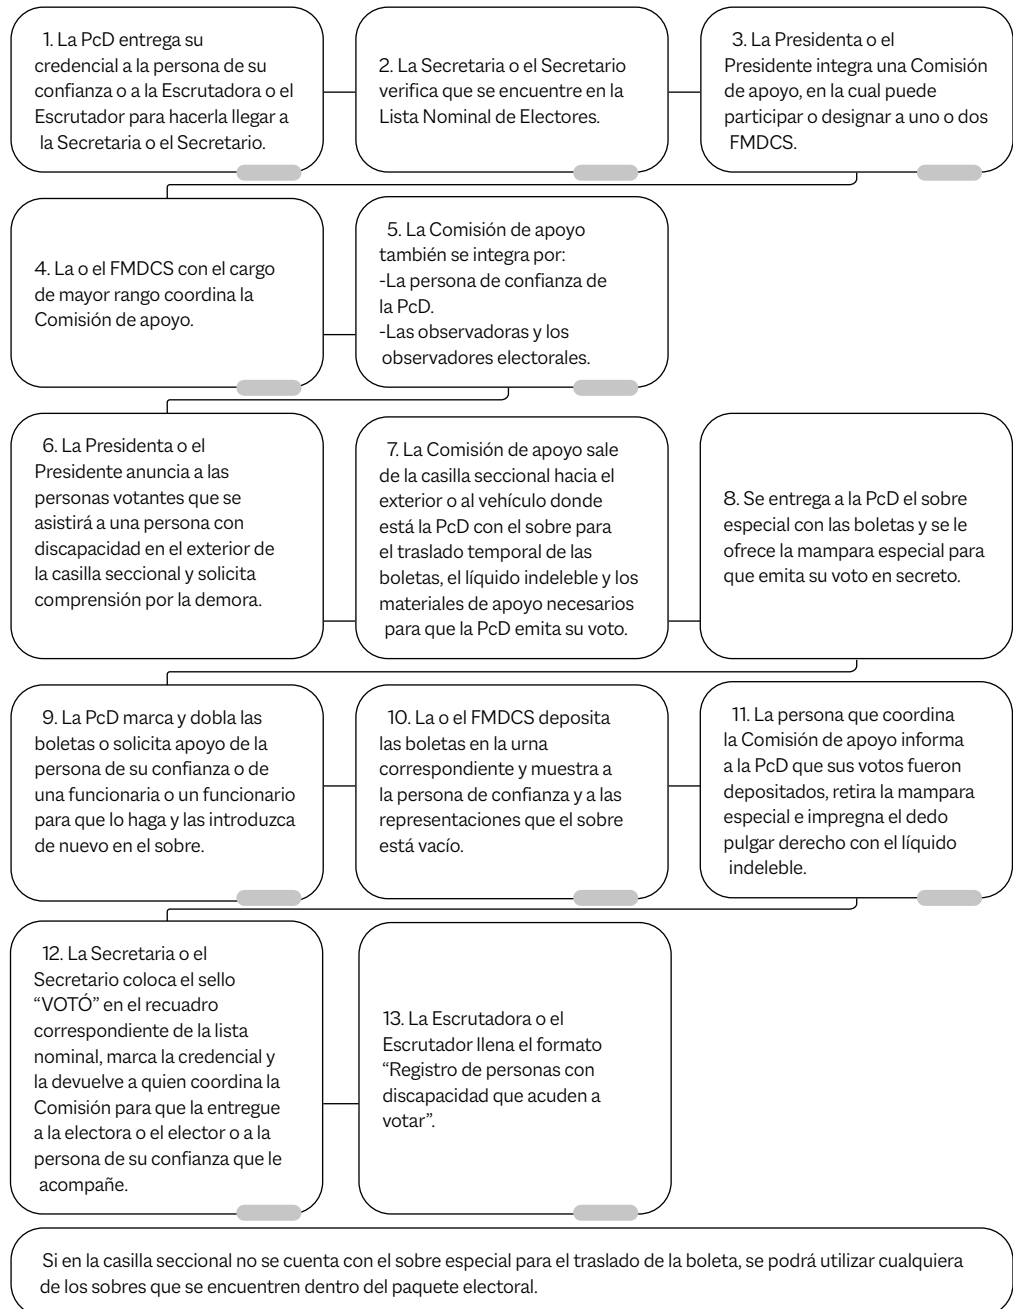 1. La PcD entrega su
credencial a la persona de su
confianza o a la Escrutadora o el
Escrutador para hacerla llegar a
la Secretaria o el Secretario.
2. La Secretaria o el Secretario
verifica que se encuentre en la
Lista Nominal de Electores.
3. La Presidenta o el
Presidente integra una Comisión
de apoyo, en la cual puede
participar o designar a uno o dos
FMDCS.
4. La o el FMDCS con el cargo
de mayor rango coordina la
Comisión de apoyo.
5. La Comisión de apoyo
también se integra por:
-La persona de confianza de
la PcD.
-Las observadoras y los
observadores electorales.
6. La Presidenta o el
Presidente anuncia a las
personas votantes que se
asistirá a una persona con
discapacidad en el exterior de
la casilla seccional y solicita
comprensión por la demora.
7. La Comisión de apoyo sale
de la casilla seccional hacia el
exterior o al vehículo donde
está la PcD con el sobre para
el traslado temporal de las
boletas, el líquido indeleble y los
materiales de apoyo necesarios
para que la PcD emita su voto.
8. Se entrega a la PcD el sobre
especial con las boletas y se le
ofrece la mampara especial para
que emita su voto en secreto.
9. La PcD marca y dobla las
boletas o solicita apoyo de la
persona de su confianza o de
una funcionaria o un funcionario
para que lo haga y las introduzca
de nuevo en el sobre.
10. La o el FMDCS deposita
las boletas en la urna
correspondiente y muestra a
la persona de confianza y a las
representaciones que el sobre
está vacío.
11. La persona que coordina
la Comisión de apoyo informa
a la PcD que sus votos fueron
depositados, retira la mampara
especial e impregna el dedo
pulgar derecho con el líquido
indeleble.
12. La Secretaria o el
Secretario coloca el sello
“VOTÓ” en el recuadro
correspondiente de la lista
nominal, marca la credencial y
la devuelve a quien coordina la
Comisión para que la entregue
a la electora o el elector o a la
persona de su confianza que le
acompañe.
13. La Escrutadora o el
Escrutador llena el formato
“Registro de personas con
discapacidad que acuden a
votar”.
Si en la casilla seccional no se cuenta con el sobre especial para el traslado de la boleta, se podrá utilizar cualquiera
de los sobres que se encuentren dentro del paquete electoral.